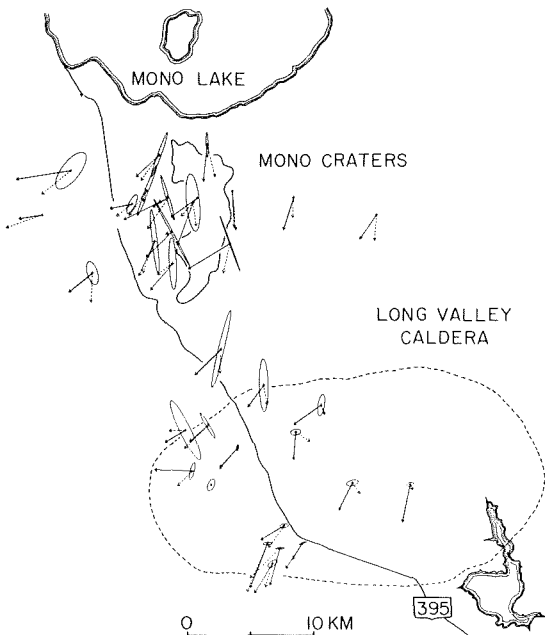 MONO LAKE
MONO CRATERS
LONG VALLEY
CALDERA
395
0 10 KM